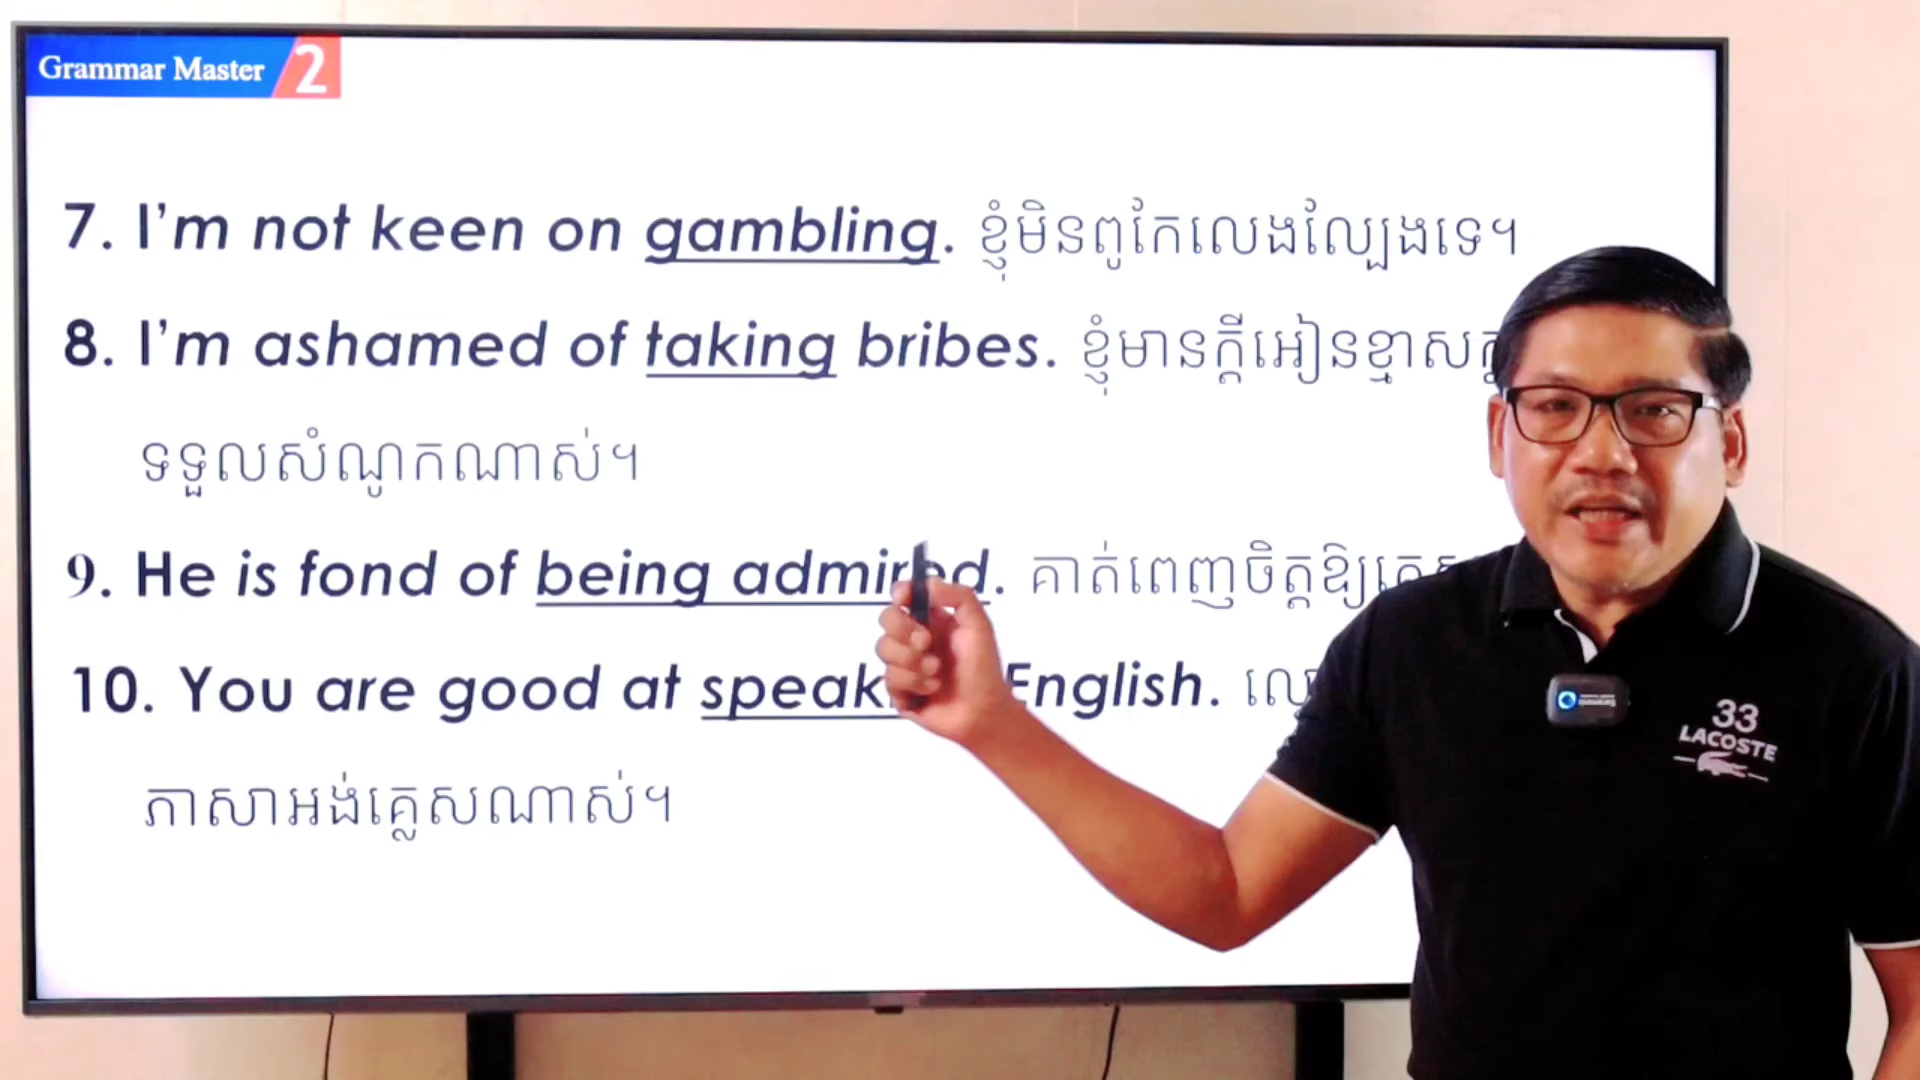 Grammar Master 2
7. I'm not keen on gambling. ខ្ញុំមិនពូកែលេងល្បែងទេ។
8. I'm ashamed of taking bribes. ខ្ញុំមានក្តីអៀនខ្មាស
ទទួលសំណូកណាស់។
9. He is fond of being admired. គាត់ពេញចិត្តឱ្យគេ
10. You are good at English.
ភាសាអង់គ្លេសណាស់។
33
LACOSTE